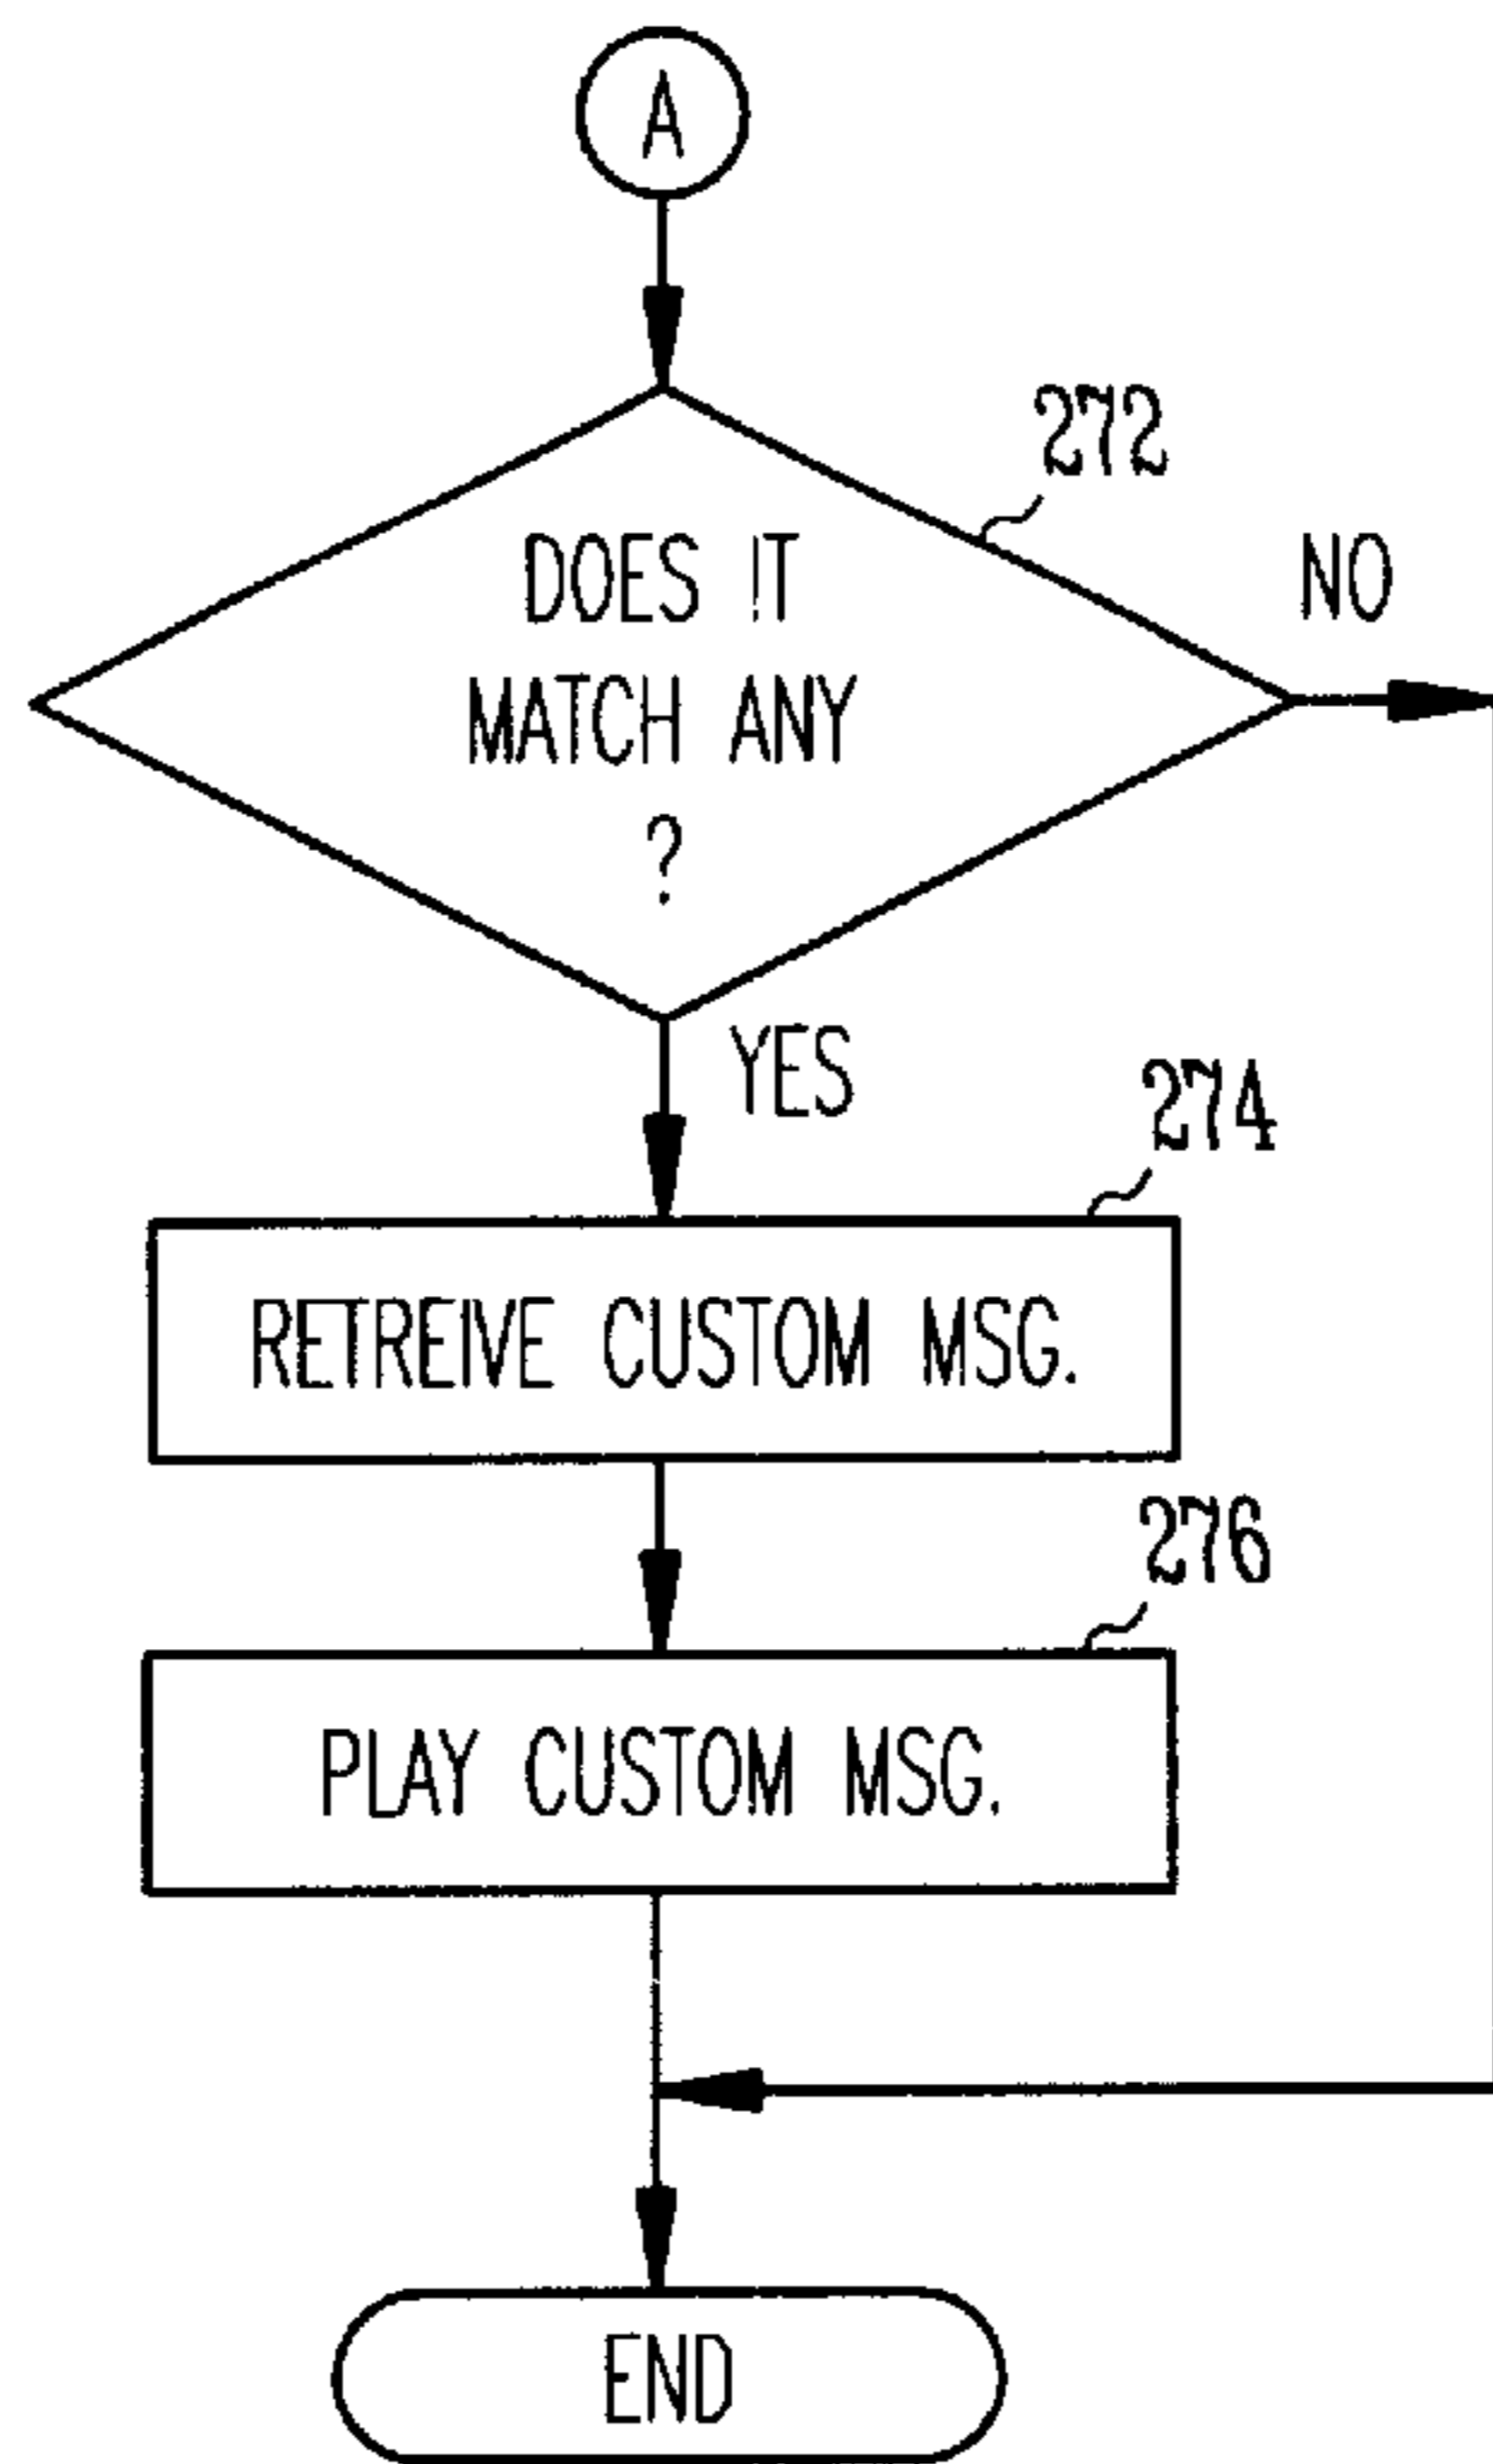 A
272
DOES IT
MATCH ANY
?
NO
YES
274
RETREIVE CUSTOM MSG.
276
PLAY CUSTOM MSG.
END